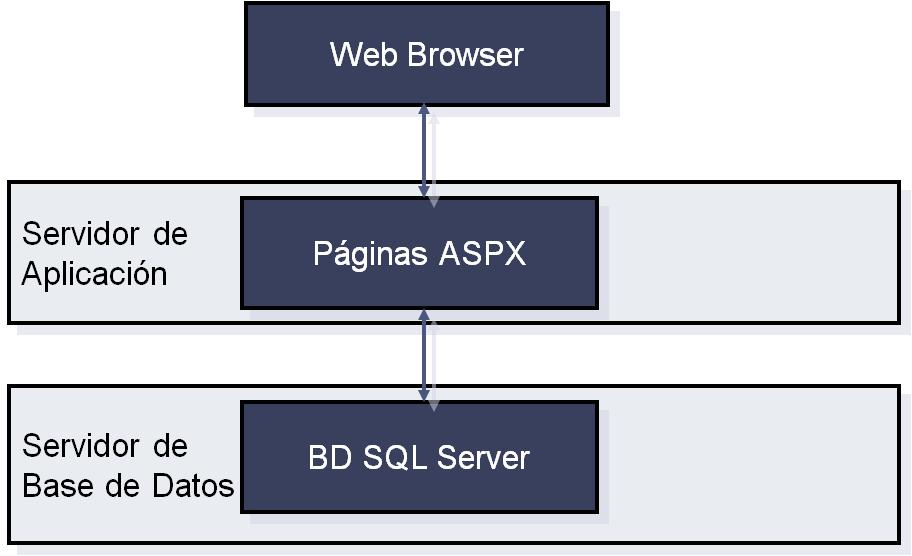 Web Browser
Servidor de
Aplicación
Páginas ASPX
Servidor de
Base de Datos
BD SQL Server